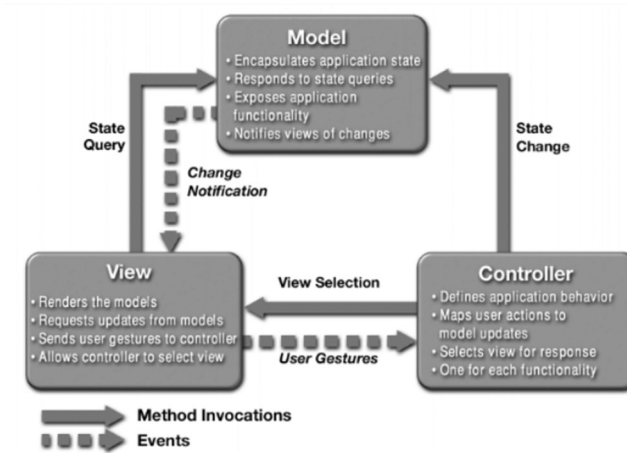 Model
• Encapsulates application state
• Responds to state queries
• Exposes application
functionality
• Notifies views of changes
State
Query
Change
Notification
State
Change
View
• Renders the models
• Requests updates from models
• Sends user gestures to controller
• Allows controller to select view
View Selection
User Gestures
Controller
• Defines application behavior
• Maps user actions to
model updates
• Selects view for response
• One for each functionality
Method Invocations
Events